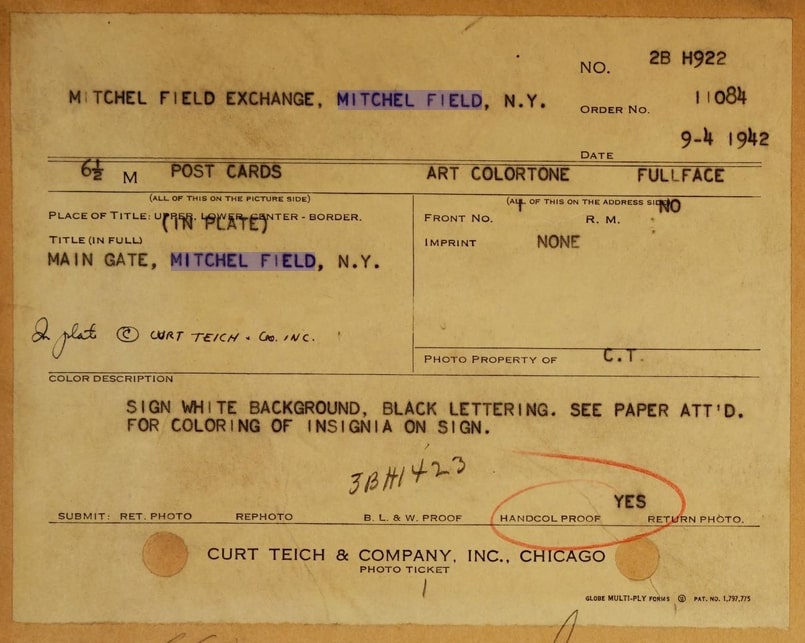 NO. 2B H922
MITCHEL FIELD EXCHANGE, MITCHEL FIELD, N.Y.
ORDER NO. 11084
DATE 9-4 1942
6½ M POST CARDS ART COLORTONE FULLFACE
(ALL OF THIS ON THE PICTURE SIDE)
PLACE OF TITLE: UPPER, LOWER, CENTER - BORDER.
(IN PLATE)
TITLE (IN FULL)
MAIN GATE, MITCHEL FIELD, N.Y.
In plate © CURT TEICH & CO. INC.
(ALL OF THIS ON THE ADDRESS SIDE)
FRONT NO. 1 R. M. NO
IMPRINT NONE
PHOTO PROPERTY OF C.T.
COLOR DESCRIPTION
SIGN WHITE BACKGROUND, BLACK LETTERING. SEE PAPER ATT'D.
FOR COLORING OF INSIGNIA ON SIGN.
3BH1423
YES
SUBMIT: RET. PHOTO REPHOTO B. L. & W. PROOF HANDCOL PROOF RETURN PHOTO.
CURT TEICH & COMPANY, INC., CHICAGO
PHOTO TICKET
GLOBE MULTI-PLY FORMS PAT. NO. 1,797,775